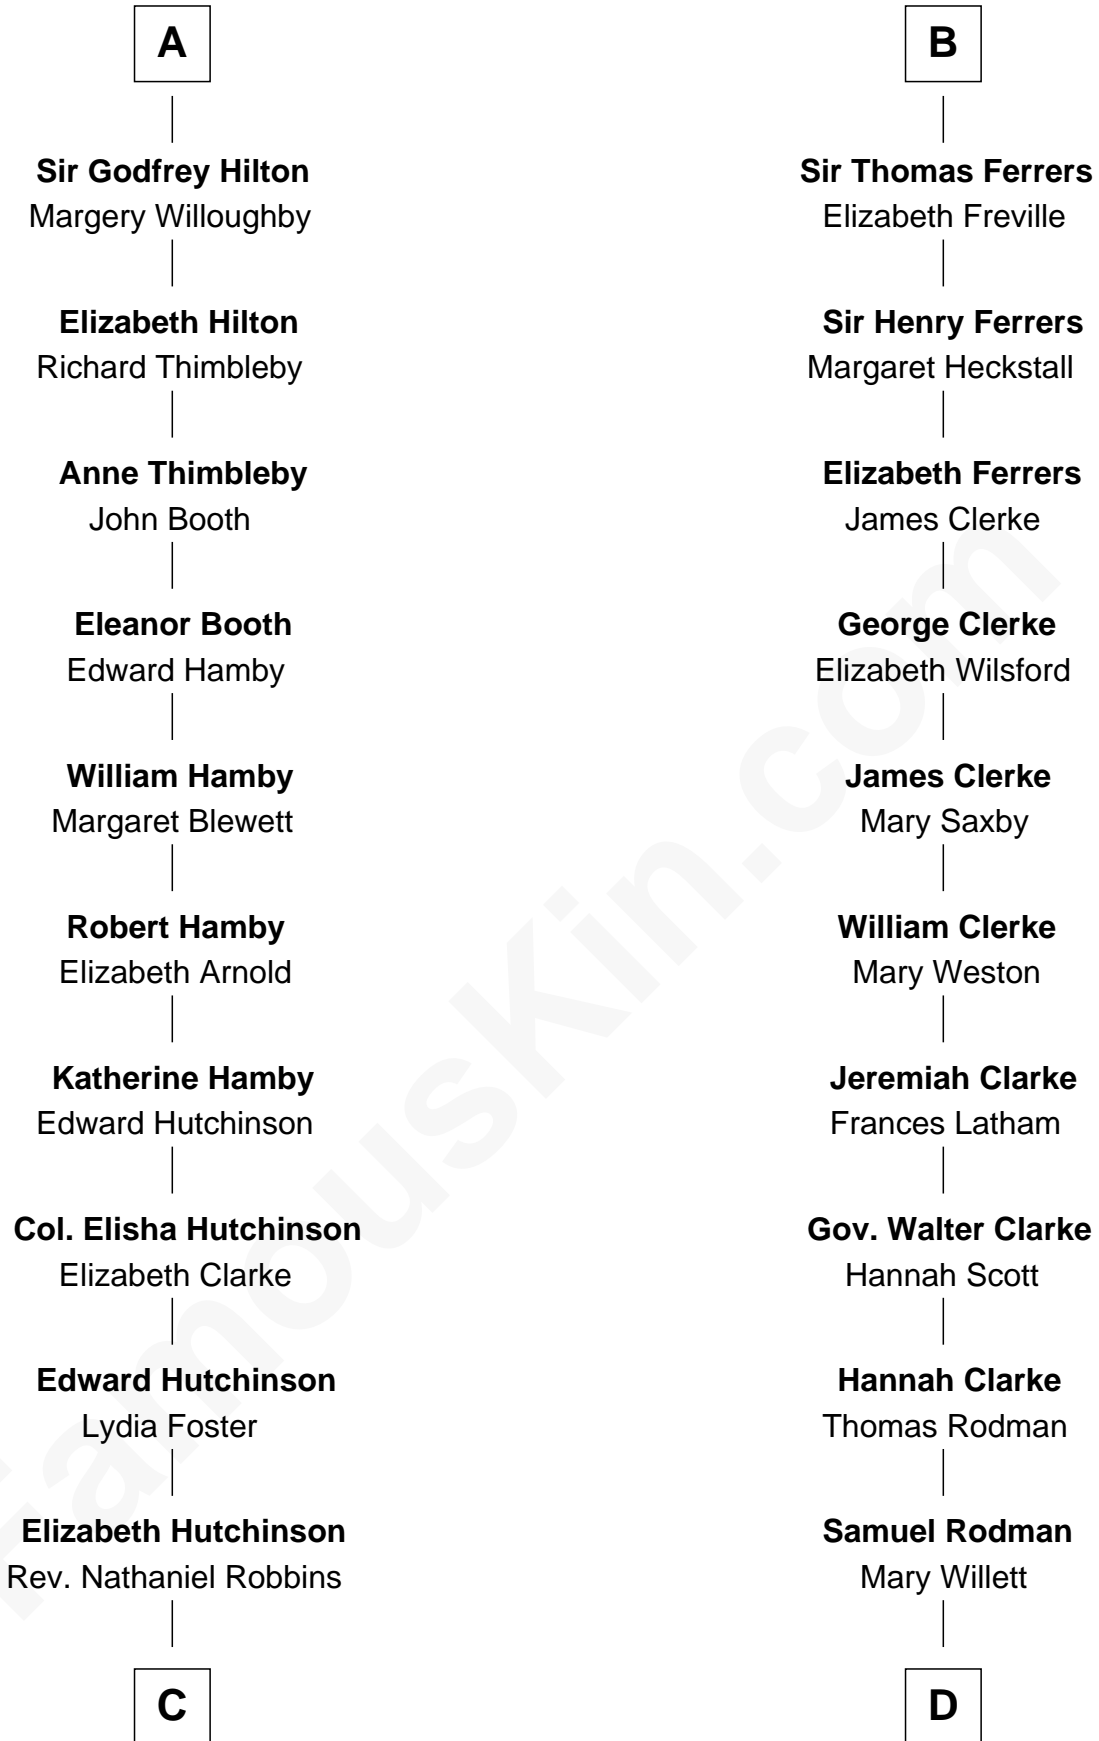 A
Sir Godfrey Hilton
Margery Willoughby
Elizabeth Hilton
Richard Thimbleby
Anne Thimbleby
John Booth
Eleanor Booth
Edward Hamby
William Hamby
Margaret Blewett
Robert Hamby
Elizabeth Arnold
Katherine Hamby
Edward Hutchinson
Col. Elisha Hutchinson
Elizabeth Clarke
Edward Hutchinson
Lydia Foster
Elizabeth Hutchinson
Rev. Nathaniel Robbins
C
B
Sir Thomas Ferrers
Elizabeth Freville
Sir Henry Ferrers
Margaret Heckstall
Elizabeth Ferrers
James Clerke
George Clerke
Elizabeth Wilsford
James Clerke
Mary Saxby
William Clerke
Mary Weston
Jeremiah Clarke
Frances Latham
Gov. Walter Clarke
Hannah Scott
Hannah Clarke
Thomas Rodman
Samuel Rodman
Mary Willett
D
FamousKin.com